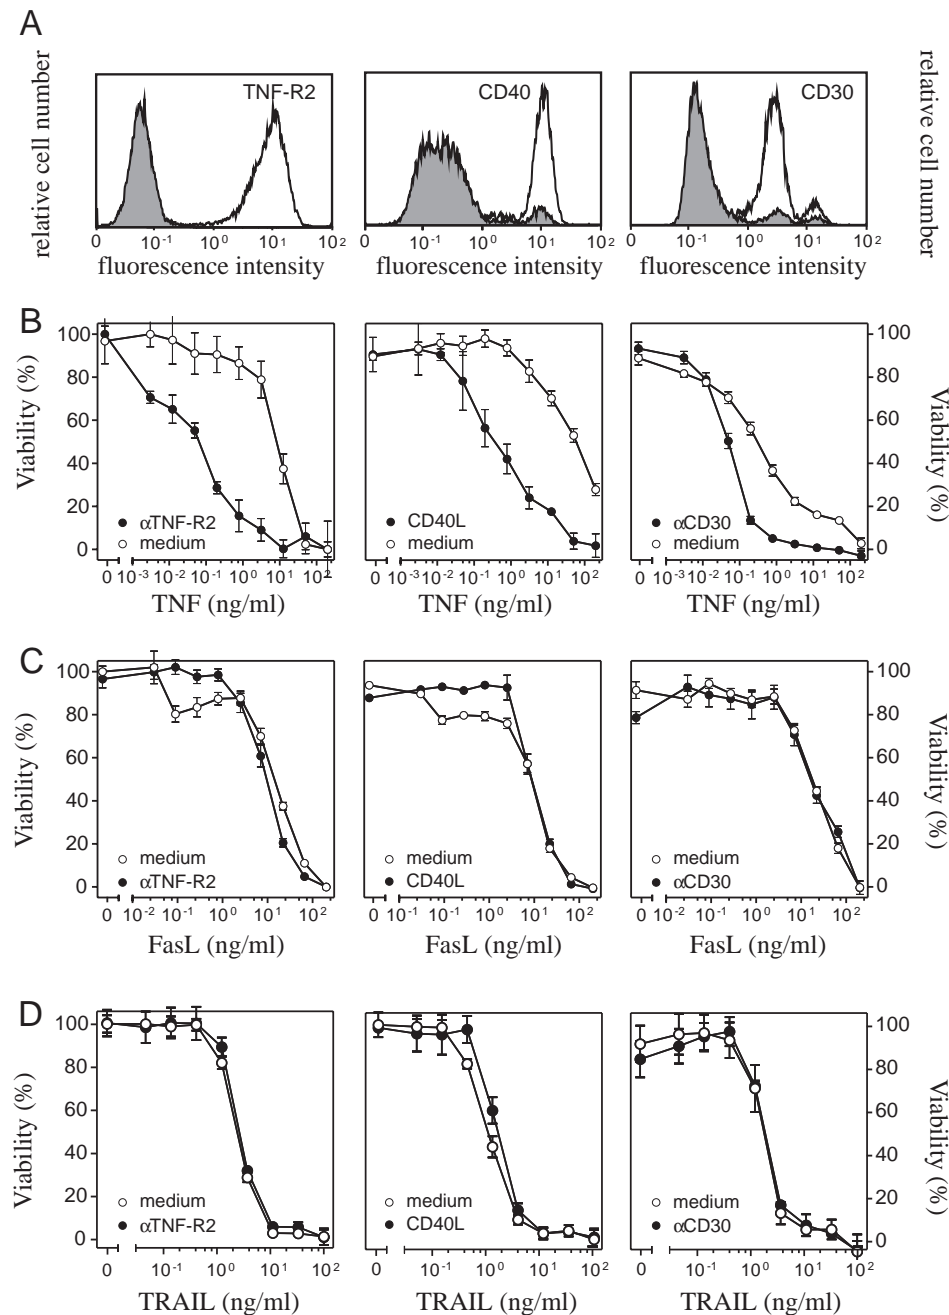 A
relative cell number
TNF-R2
CD40
CD30
relative cell number
0 10-1 10⁰ 10¹ 10²
0 10-1 10⁰ 10¹ 10²
0 10-1 10⁰ 10¹ 10²
fluorescence intensity
fluorescence intensity
fluorescence intensity
B
Viability (%)
100
80
60
40
20
0
αTNF-R2
medium
CD40L
medium
αCD30
medium
100
80
60
40
20
0
Viability (%)
0 10-3 10-2 10-1 10⁰ 10¹ 10²
0 10-3 10-2 10-1 10⁰ 10¹ 10²
0 10-3 10-2 10-1 10⁰ 10¹ 10²
TNF (ng/ml)
TNF (ng/ml)
TNF (ng/ml)
C
Viability (%)
100
80
60
40
20
0
medium
αTNF-R2
medium
CD40L
medium
αCD30
100
80
60
40
20
0
Viability (%)
0 10-2 10-1 10⁰ 10¹ 10²
0 10-1 10-1 10⁰ 10¹ 10²
0 10-2 10-1 10⁰ 10¹ 10²
FasL (ng/ml)
FasL (ng/ml)
FasL (ng/ml)
D
Viability (%)
100
80
60
40
20
0
medium
αTNF-R2
medium
CD40L
medium
αCD30
100
80
60
40
20
0
Viability (%)
0 10-1 10⁰ 10¹ 10²
0 10-1 10⁰ 10¹ 10²
0 10-1 10⁰ 10¹ 10²
TRAIL (ng/ml)
TRAIL (ng/ml)
TRAIL (ng/ml)